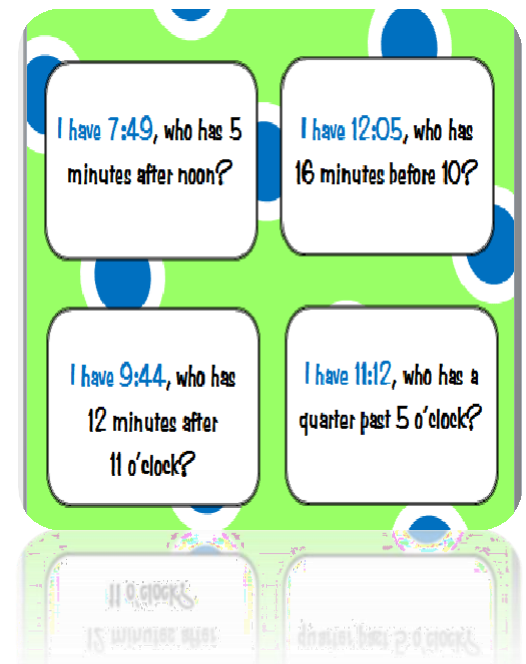 I have 7:49, who has 5
minutes after noon?
I have 12:05, who has
16 minutes before 10?
I have 9:44, who has
12 minutes after
11 o'clock?
I have 11:12, who has a
quarter past 5 o'clock?